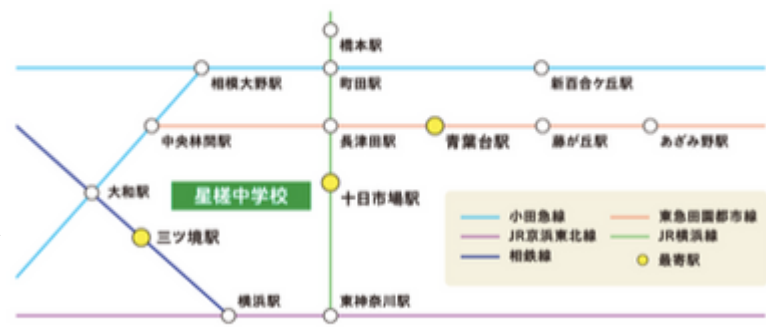 橋本駅
相模大野駅
町田駅
新百合ケ丘駅
中央林間駅
長津田駅
青葉台駅
藤が丘駅
あざみ野駅
大和駅
星槎中学校
十日市場駅
三ツ境駅
横浜駅
東神奈川駅
小田急線
東急田園都市線
JR京浜東北線
JR横浜線
相鉄線
最寄駅